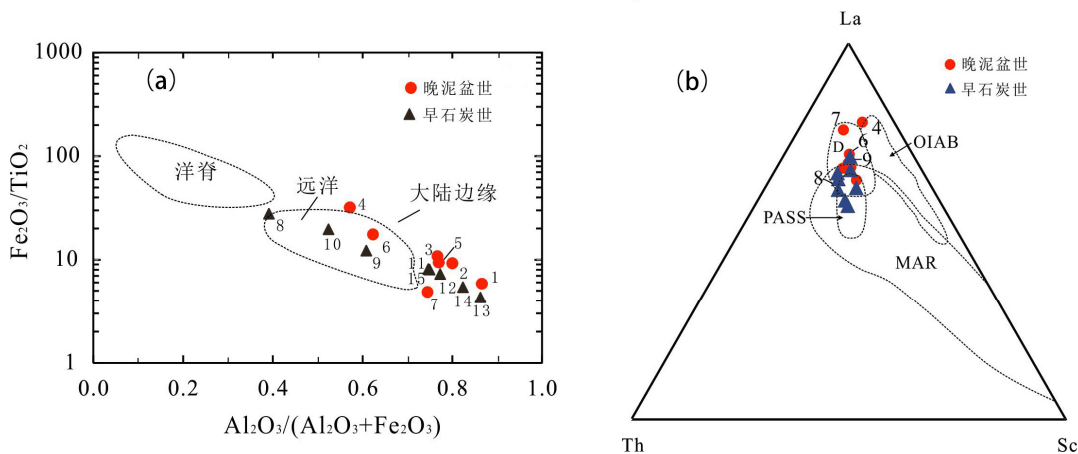 (a)
晚泥盆世
早石炭世
洋脊
远洋
大陆边缘
1000
100
10
1
Fe₂O₃/TiO₂
0.0
0.2
0.4
0.6
0.8
1.0
Al₂O₃/(Al₂O₃+Fe₂O₃)
4
8
10
6
9
3
5
11
15
12
2
1
7
14
13
(b)
La
晚泥盆世
早石炭世
7
4
D
6
OIAB
9
8
PASS
MAR
Th
Sc